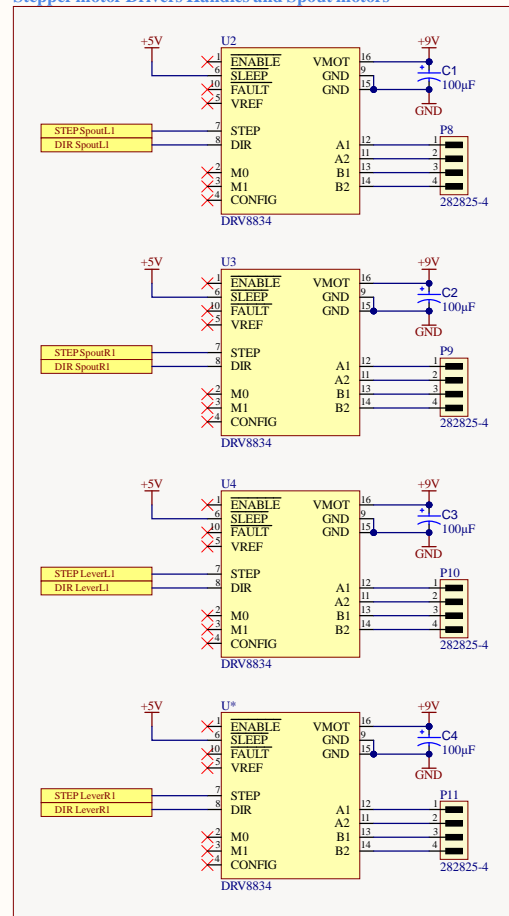 Stepper motor Drivers Handles and Spout motors
+5V U2 +9V
1 ENABLE VMOT 16
6 SLEEP GND 9 C1
10 FAULT GND 15 100µF
5 VREF GND
P8
STEP SpoutL1 7 STEP A1 12 1
DIR SpoutL1 8 DIR A2 11 2
2 M0 B1 13 3
3 M1 B2 14 4
4 CONFIG 282825-4
DRV8834
+5V U3 +9V
1 ENABLE VMOT 16
6 SLEEP GND 9 C2
10 FAULT GND 15 100µF
5 VREF GND
P9
STEP SpoutR1 7 STEP A1 12 1
DIR SpoutR1 8 DIR A2 11 2
2 M0 B1 13 3
3 M1 B2 14 4
4 CONFIG 282825-4
DRV8834
+5V U4 +9V
1 ENABLE VMOT 16
6 SLEEP GND 9 C3
10 FAULT GND 15 100µF
5 VREF GND
P10
STEP LeverL1 7 STEP A1 12 1
DIR LeverL1 8 DIR A2 11 2
2 M0 B1 13 3
3 M1 B2 14 4
4 CONFIG 282825-4
DRV8834
+5V U* +9V
1 ENABLE VMOT 16
6 SLEEP GND 9 C4
10 FAULT GND 15 100µF
5 VREF GND
P11
STEP LeverR1 7 STEP A1 12 1
DIR LeverR1 8 DIR A2 11 2
2 M0 B1 13 3
3 M1 B2 14 4
4 CONFIG 282825-4
DRV8834